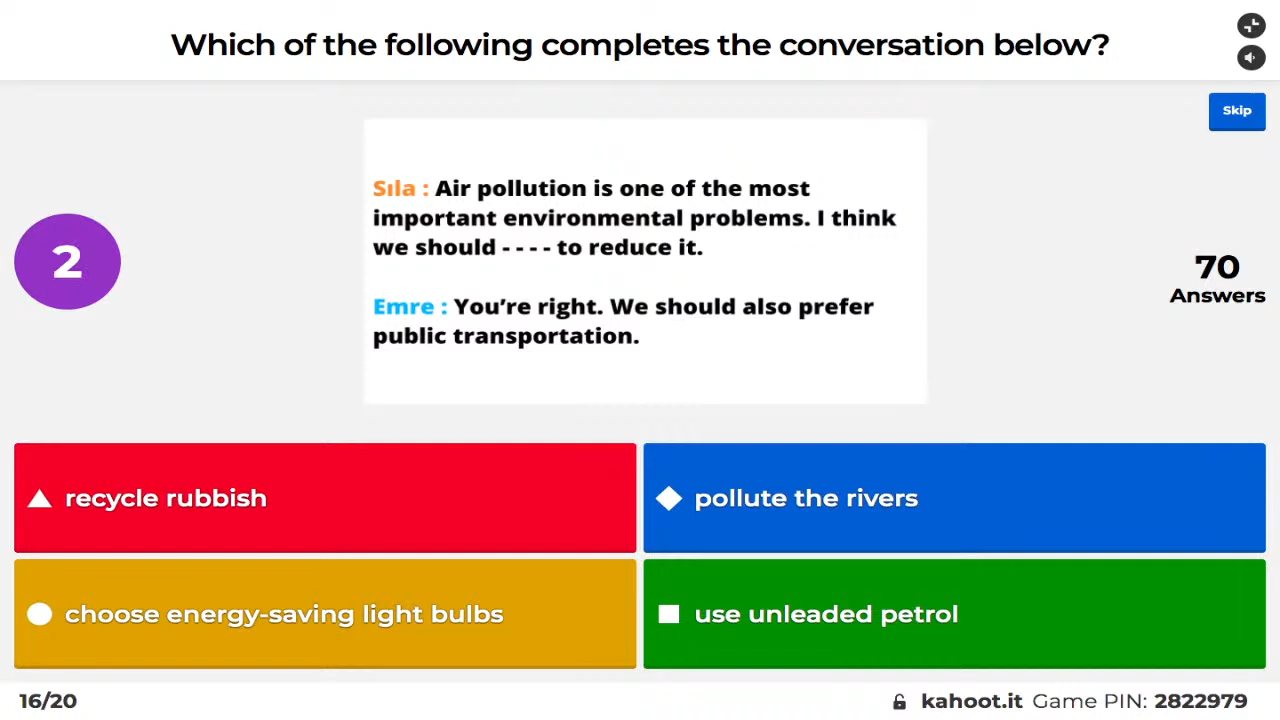 Which of the following completes the conversation below?
Skip
Sıla : Air pollution is one of the most
important environmental problems. I think
we should - - - - to reduce it.
2
70
Answers
Emre : You’re right. We should also prefer
public transportation.
recycle rubbish
pollute the rivers
choose energy-saving light bulbs
use unleaded petrol
16/20
kahoot.it Game PIN: 2822979